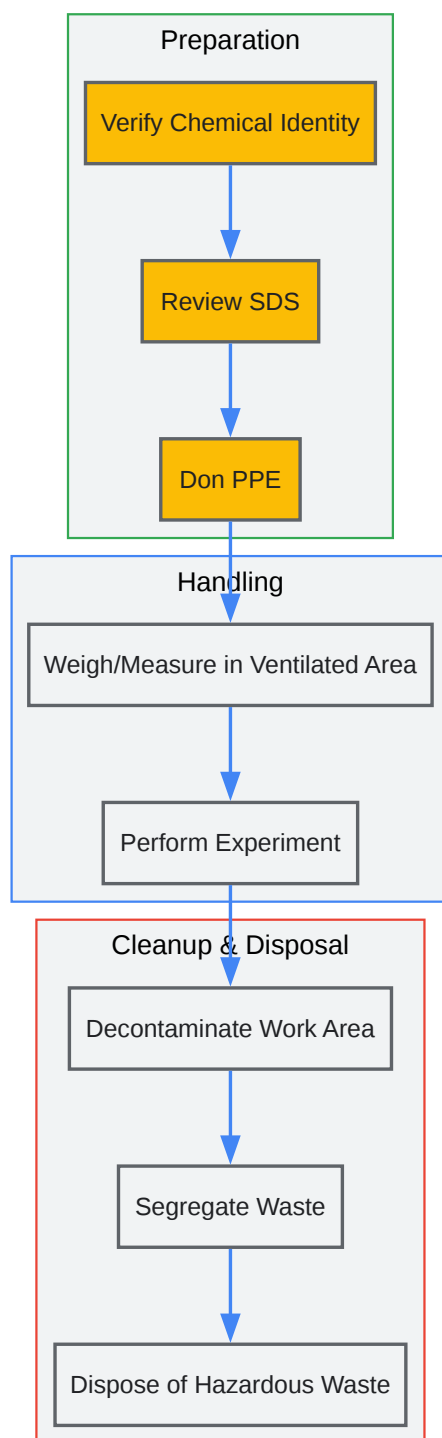 Preparation
Verify Chemical Identity
Review SDS
Don PPE
Handling
Weigh/Measure in Ventilated Area
Perform Experiment
Cleanup & Disposal
Decontaminate Work Area
Segregate Waste
Dispose of Hazardous Waste